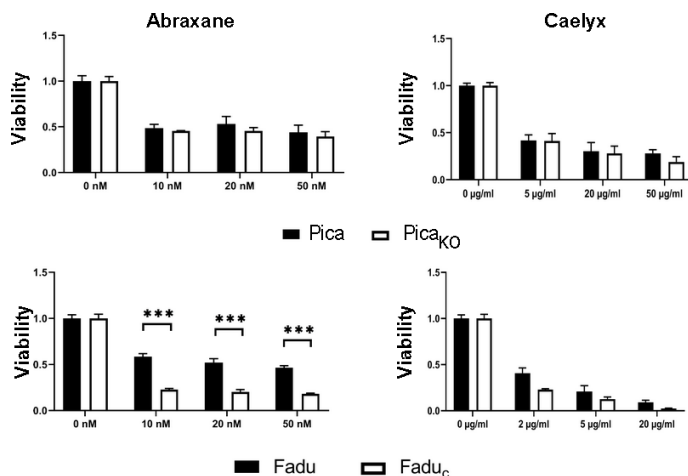 Abraxane
Caelyx
Viability
1.5
1.0
0.5
0.0
0 nM 10 nM 20 nM 50 nM
Viability
1.5
1.0
0.5
0.0
0 µg/ml 5 µg/ml 20 µg/ml 50 µg/ml
Pica PicaKO
Viability
1.5
1.0
0.5
0.0
*** *** ***
0 nM 10 nM 20 nM 50 nM
Viability
1.5
1.0
0.5
0.0
0 µg/ml 2 µg/ml 5 µg/ml 20 µg/ml
Fadu Faduc